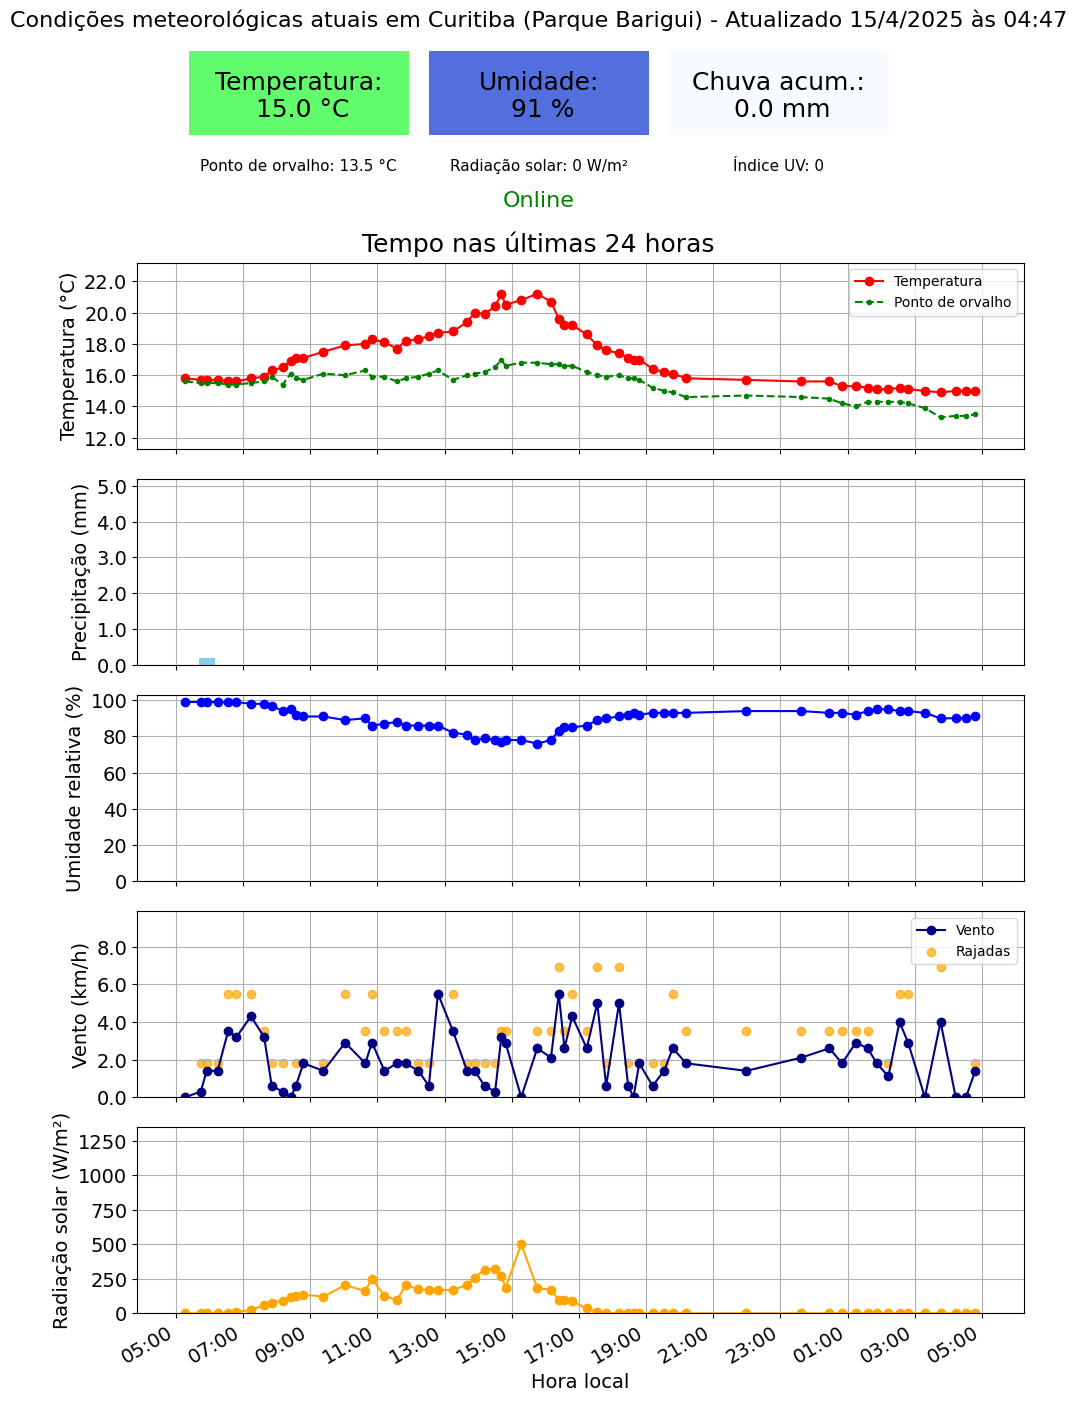 Condições meteorológicas atuais em Curitiba (Parque Barigui) - Atualizado 15/4/2025 às 04:47
Temperatura:
15.0 °C
Umidade:
91 %
Chuva acum.:
0.0 mm
Ponto de orvalho: 13.5 °C
Radiação solar: 0 W/m²
Índice UV: 0
Online
Tempo nas últimas 24 horas
Temperatura (°C)
22.0
20.0
18.0
16.0
14.0
12.0
Temperatura
Ponto de orvalho
Precipitação (mm)
5.0
4.0
3.0
2.0
1.0
0.0
Umidade relativa (%)
100
80
60
40
20
0
Vento (km/h)
8.0
6.0
4.0
2.0
0.0
Vento
Rajadas
Radiação solar (W/m²)
1250
1000
750
500
250
0
05:00
07:00
09:00
11:00
13:00
15:00
17:00
19:00
21:00
23:00
01:00
03:00
05:00
Hora local